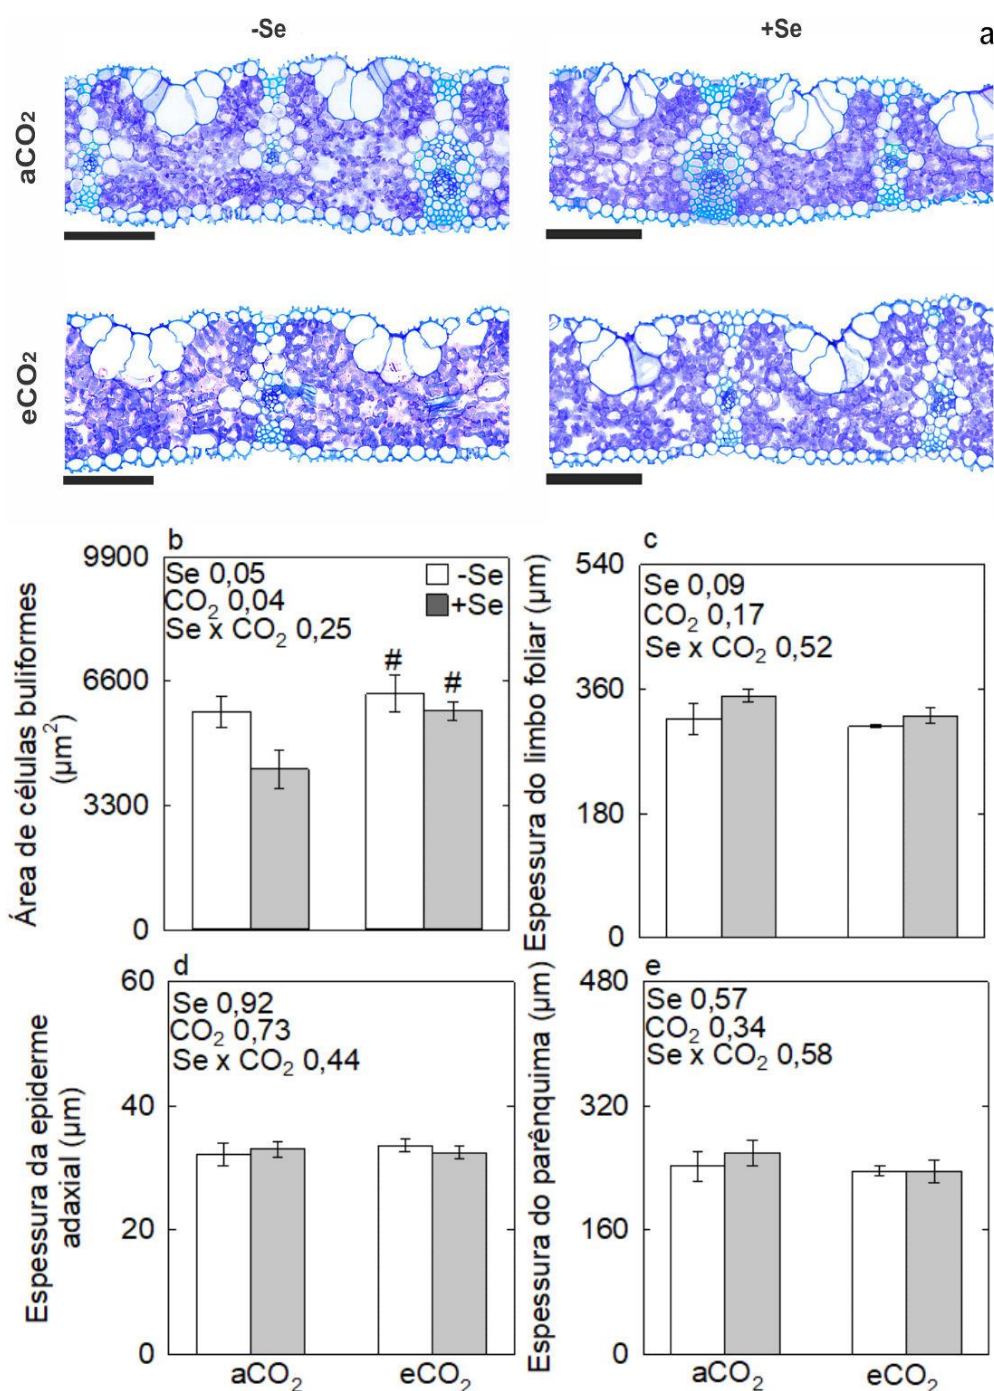 -Se
+Se
a
aCO2
eCO2
b
9900
6600
3300
0
Área de células buliformes
(µm²)
Se 0,05
CO₂ 0,04
Se x CO₂ 0,25
-Se
+Se
#
#
c
540
360
180
0
Espessura do limbo foliar (µm)
Se 0,09
CO₂ 0,17
Se x CO₂ 0,52
d
60
40
20
0
Espessura da epiderme
adaxial (µm)
Se 0,92
CO₂ 0,73
Se x CO₂ 0,44
aCO₂
eCO₂
e
480
320
160
0
Espessura do parênquima (µm)
Se 0,57
CO₂ 0,34
Se x CO₂ 0,58
aCO₂
eCO₂